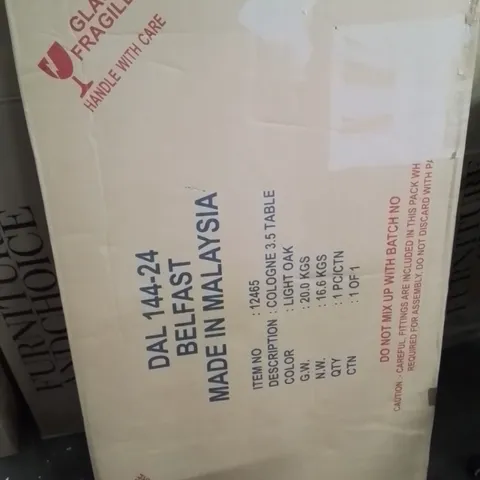 FRAGILE
HANDLE WITH CARE
DAL 144-24
BELFAST
MADE IN MALAYSIA
ITEM NO : 12465
DESCRIPTION : COLOGNE 3.5 TABLE
COLOR : LIGHT OAK
G.W. : 20.0 KGS
N.W. : 16.6 KGS
QTY : 1 PC/CTN
CTN : 1 OF 1
DO NOT MIX UP WITH BATCH NO
CAUTION - CAREFUL, FITTINGS ARE INCLUDED IN THIS PACK
REQUIRED FOR ASSEMBLY. DO NOT DISCARD WITH
FURNITURE
ANDCHOICE